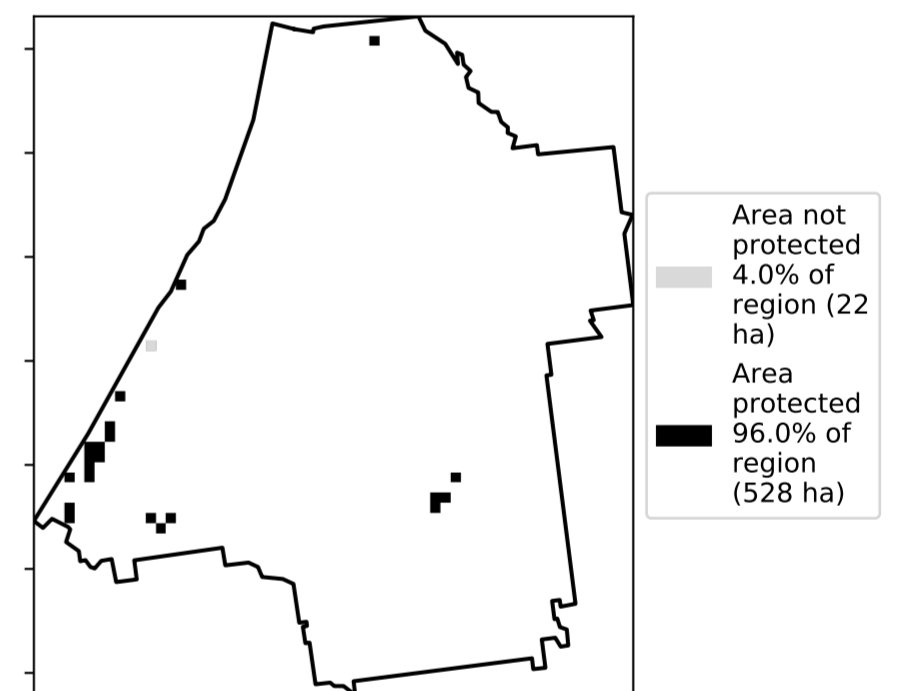 Area not
protected
4.0% of
region (22
ha)
Area
protected
96.0% of
region
(528 ha)